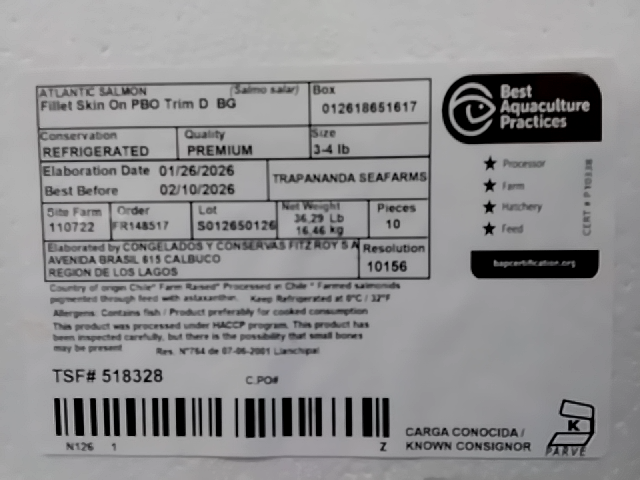 ATLANTIC SALMON (Salmo salar)
Fillet Skin On PBO Trim D BG
Box
012618651617
Conservation
REFRIGERATED
Quality
PREMIUM
Size
3-4 lb
Elaboration Date 01/26/2026
Best Before 02/10/2026
TRAPANANDA SEAFARMS
Site Farm
110722
Order
FR148517
Lot
S012650126
Net Weight
36.29 Lb
16.46 kg
Pieces
10
Elaborated by CONGELADOS Y CONSERVAS FITZ ROY S A
AVENIDA BRASIL 615 CALBUCO
REGION DE LOS LAGOS
Resolution
10156
Country of origin Chile* Farm Raised* Processed in Chile * Farmed salmonids
pigmented through feed with astaxanthin. Keep Refrigerated at 0°C / 32°F
Allergens: Contains fish / Product preferably for cooked consumption
This product was processed under HACCP program. This product has
been inspected carefully, but there is the possibility that small bones
may be present Res. N°764 de 07-06-2001 Llanchipal
TSF# 518328
C.PO#
N126 1 Z
CARGA CONOCIDA /
KNOWN CONSIGNOR
K
PARVE
Best
Aquaculture
Practices
Processor
Farm
Hatchery
Feed
CERT # P10338
bapcertification.org